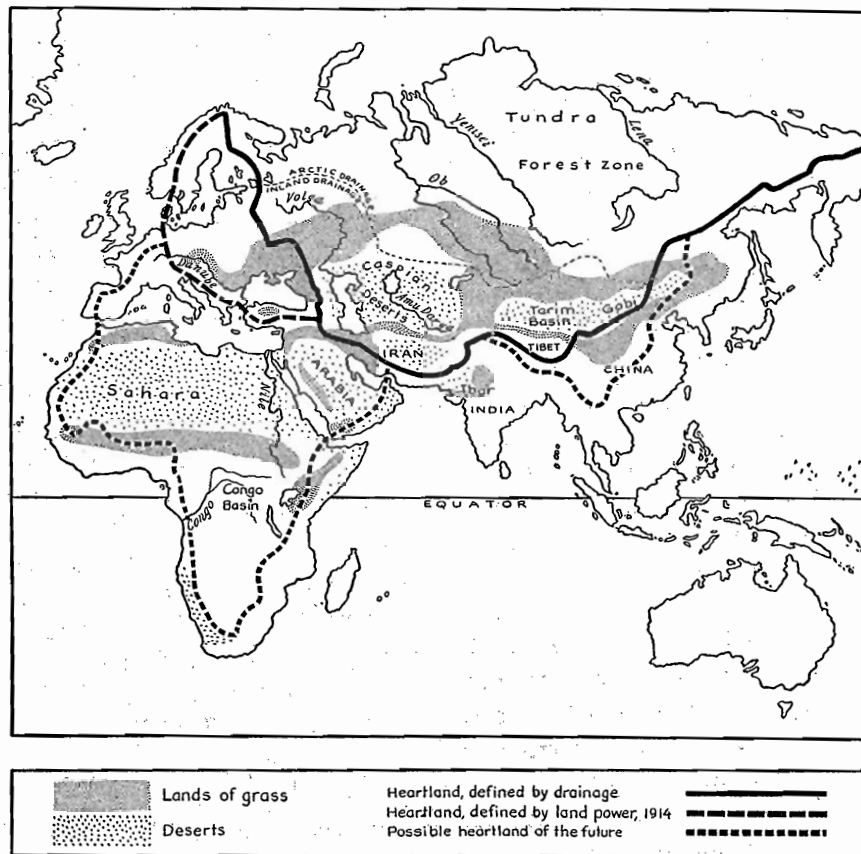 Tundra
Yenisei
Lena
Forest Zone
ARCTIC DRAINAGE
INLAND DRAINAGE
Ob
Volga
Danube
Caspian
Deserts
Amu Darya
Tarim
Basin
Gobi
IRAN
TIBET
CHINA
ARABIA
Sahara
Nile
Thar
INDIA
Congo
Basin
Congo
EQUATOR
Lands of grass
Deserts
Heartland, defined by drainage
Heartland, defined by land power, 1914
Possible heartland of the future